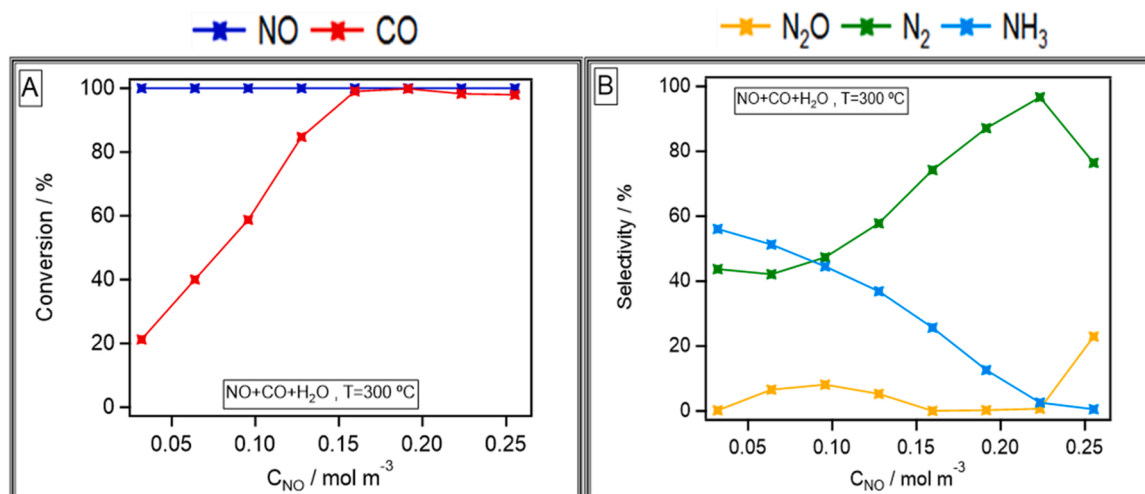 NO CO
N₂O N₂ NH₃
A
100
80
60
40
20
0
Conversion / %
NO+CO+H₂O , T=300 ºC
0.05 0.10 0.15 0.20 0.25
C_NO / mol m⁻³
B
100
80
60
40
20
0
Selectivity / %
NO+CO+H₂O , T=300 ºC
0.05 0.10 0.15 0.20 0.25
C_NO / mol m⁻³